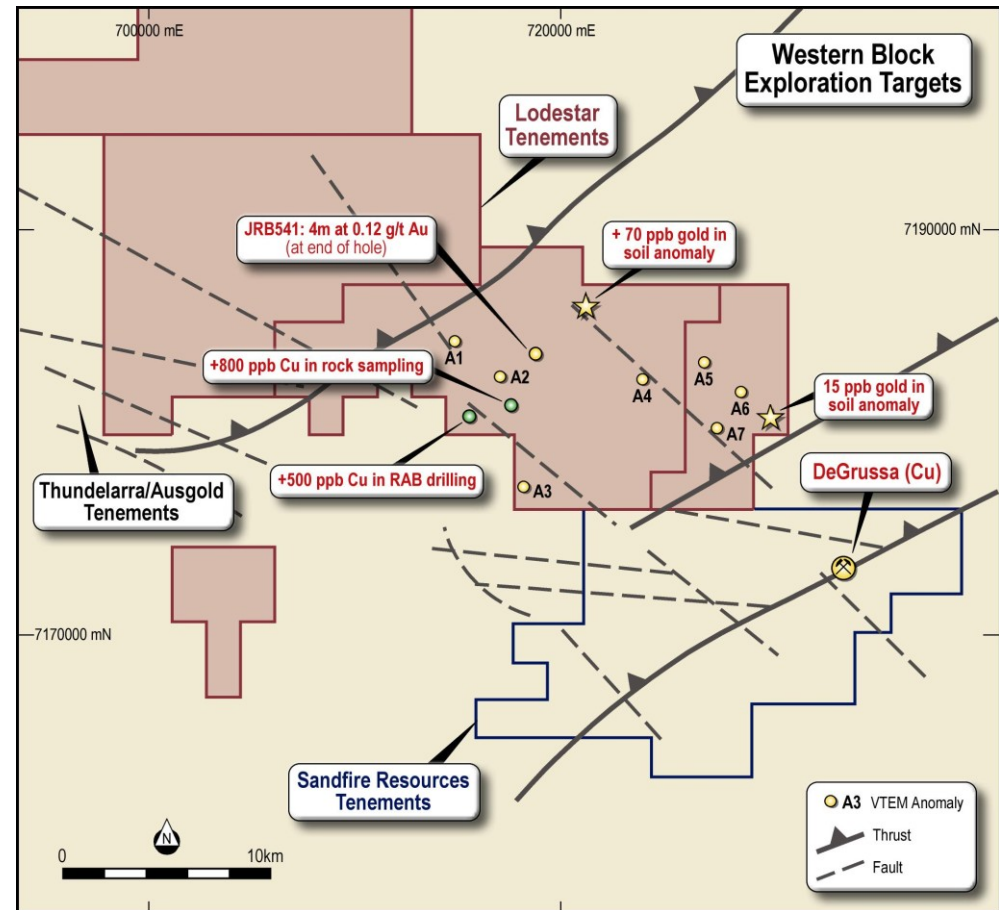 700000 mE
720000 mE
Western Block
Exploration Targets
Lodestar
Tenements
JRB541: 4m at 0.12 g/t Au
(at end of hole)
+ 70 ppb gold in
soil anomaly
7190000 mN
+800 ppb Cu in rock sampling
A1
A2
A4
A5
A6
A7
15 ppb gold in
soil anomaly
+500 ppb Cu in RAB drilling
A3
DeGrussa (Cu)
Thundelarra/Ausgold
Tenements
7170000 mN
Sandfire Resources
Tenements
A3 VTEM Anomaly
Thrust
Fault
N
0 10km